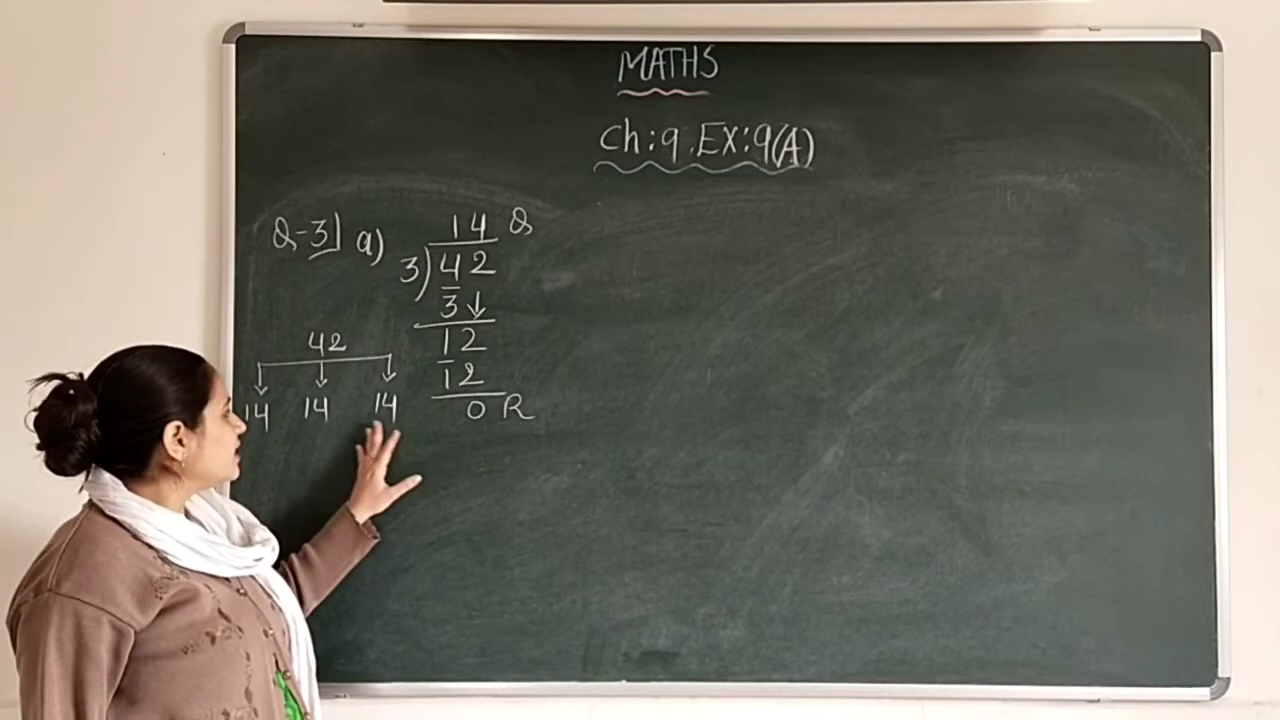 MATHS
Ch:9. Ex:9(A)
Q-3] a)
14 Q
3)42
3↓
12
12
0 R
42
14 14 14